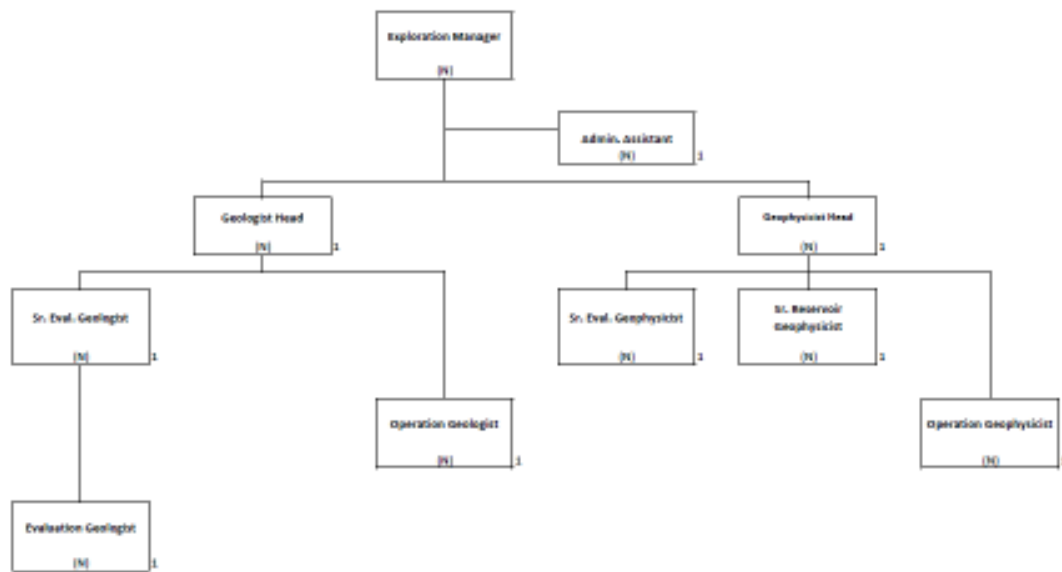 Exploration Manager
(N)
Admin. Assistant
(N) 1
Geologist Head
(N) 1
Geophysicist Head
(N) 1
Sr. Eval. Geologist
(N) 1
Sr. Eval. Geophysicist
(N) 1
Sr. Reservoir
Geophysicist
(N) 1
Operation Geologist
(N) 1
Operation Geophysicist
(N)
Evaluation Geologist
(N) 1